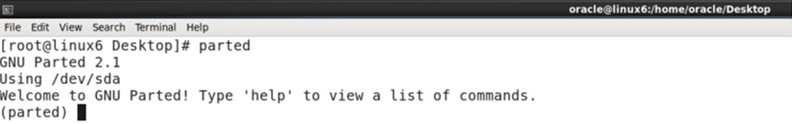 oracle@linux6:/home/oracle/Desktop
File Edit View Search Terminal Help
[root@linux6 Desktop]# parted
GNU Parted 2.1
Using /dev/sda
Welcome to GNU Parted! Type 'help' to view a list of commands.
(parted)